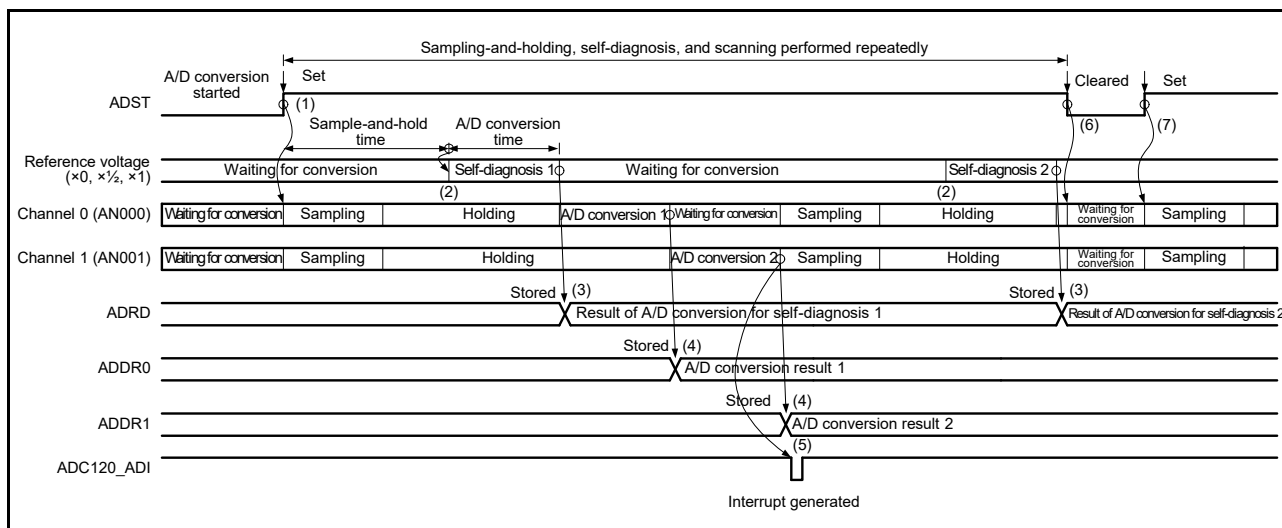 Sampling-and-holding, self-diagnosis, and scanning performed repeatedly
A/D conversion
started
Set
Cleared
Set
ADST
(1)
(6)
(7)
Sample-and-hold
time
A/D conversion
time
Reference voltage
(×0, ×½, ×1)
Waiting for conversion
Self-diagnosis 1
Waiting for conversion
Self-diagnosis 2
(2)
(2)
Channel 0 (AN000)
Waiting for conversion
Sampling
Holding
A/D conversion 1
Waiting for conversion
Sampling
Holding
Waiting for
conversion
Sampling
Channel 1 (AN001)
Waiting for conversion
Sampling
Holding
A/D conversion 2
Sampling
Holding
Waiting for
conversion
Sampling
Stored
(3)
Stored
(3)
ADRD
Result of A/D conversion for self-diagnosis 1
Result of A/D conversion for self-diagnosis 2
Stored
(4)
ADDR0
A/D conversion result 1
Stored
(4)
ADDR1
A/D conversion result 2
(5)
ADC120_ADI
Interrupt generated